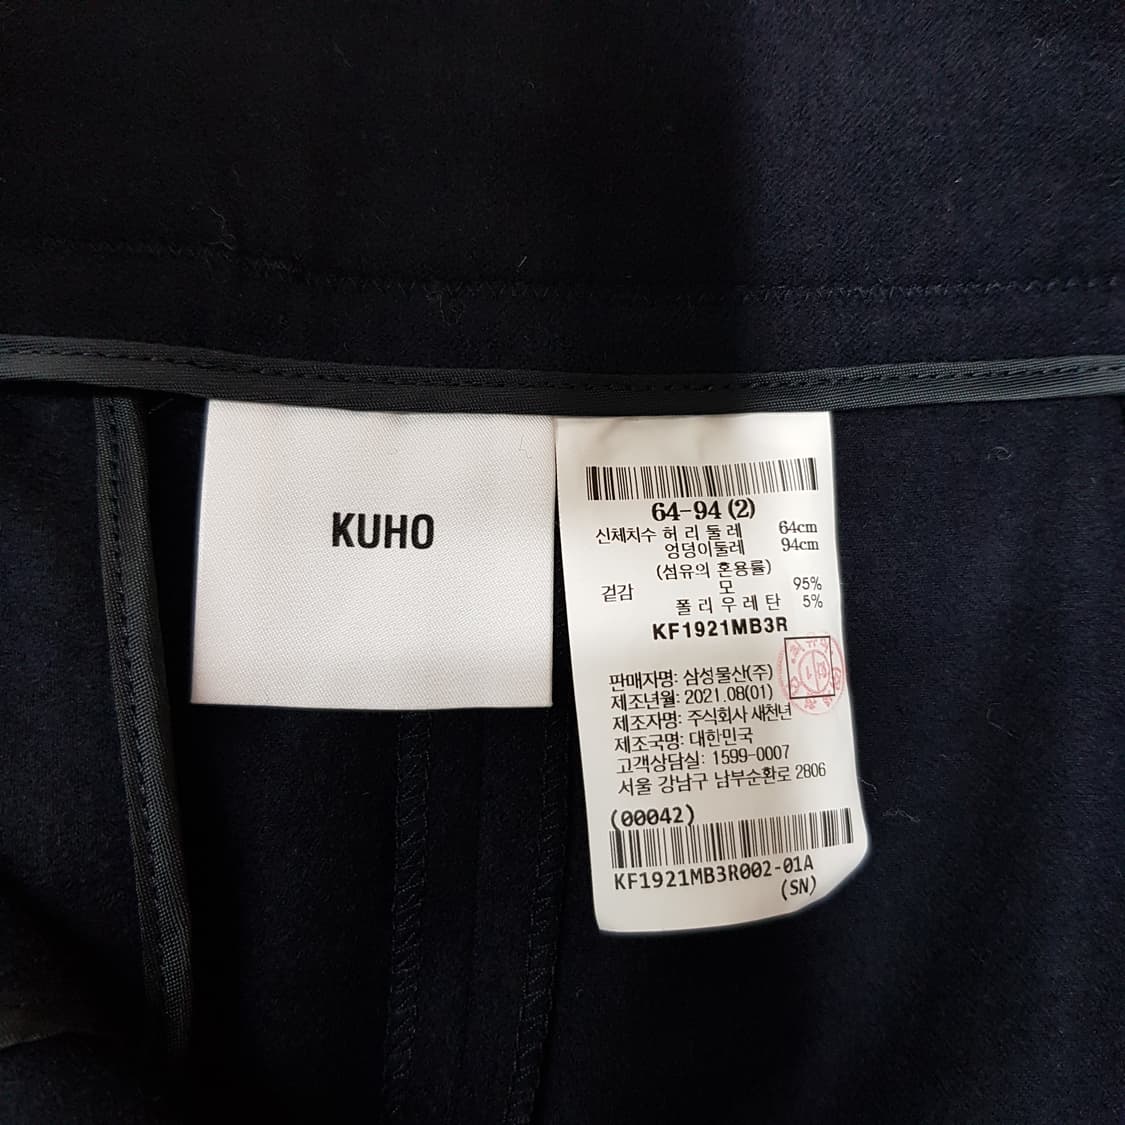 KUHO
64-94 (2)
신체치수 허 리 둘 레 64cm
엉덩이둘레 94cm
(섬유의 혼용률)
겉감 모 95%
폴 리 우 레 탄 5%
KF1921MB3R
판매자명: 삼성물산(주)
제조년월: 2021.08(01)
제조자명: 주식회사 새천년
제조국명: 대한민국
고객상담실: 1599-0007
서울 강남구 남부순환로 2806
(00042)
KF1921MB3R002-01A
(SN)